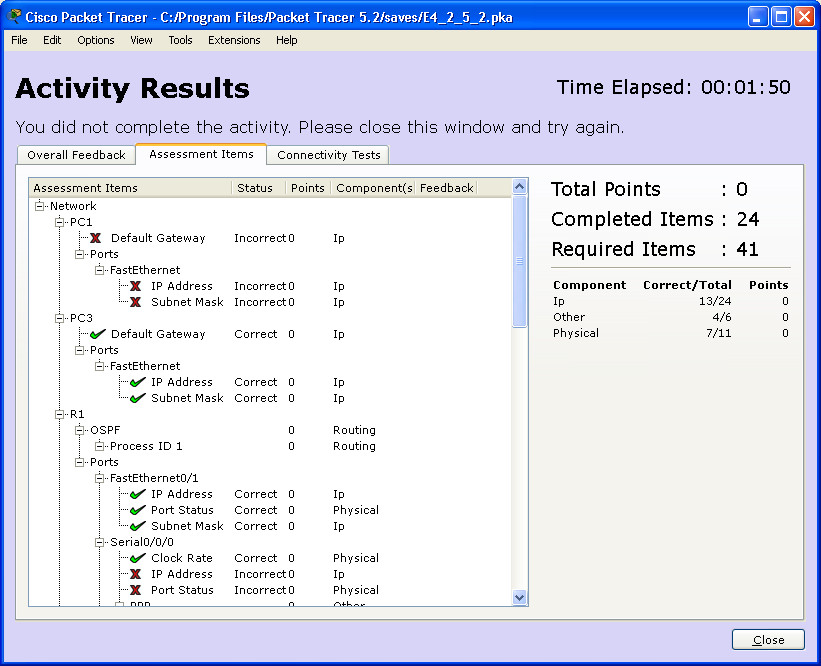 Cisco Packet Tracer - C:/Program Files/Packet Tracer 5.2/saves/E4_2_5_2.pka
File Edit Options View Tools Extensions Help
Activity Results
Time Elapsed: 00:01:50
You did not complete the activity. Please close this window and try again.
Overall Feedback Assessment Items Connectivity Tests
Assessment Items Status Points Component(s Feedback
Network
PC1
Default Gateway Incorrect 0 Ip
Ports
FastEthernet
IP Address Incorrect 0 Ip
Subnet Mask Incorrect 0 Ip
PC3
Default Gateway Correct 0 Ip
Ports
FastEthernet
IP Address Correct 0 Ip
Subnet Mask Correct 0 Ip
R1
OSPF 0 Routing
Process ID 1 0 Routing
Ports
FastEthernet0/1
IP Address Correct 0 Ip
Port Status Correct 0 Physical
Subnet Mask Correct 0 Ip
Serial0/0/0
Clock Rate Correct 0 Physical
IP Address Incorrect 0 Ip
Port Status Incorrect 0 Physical
PPP 0 Other
Total Points : 0
Completed Items : 24
Required Items : 41
Component Correct/Total Points
Ip 13/24 0
Other 4/6 0
Physical 7/11 0
Close